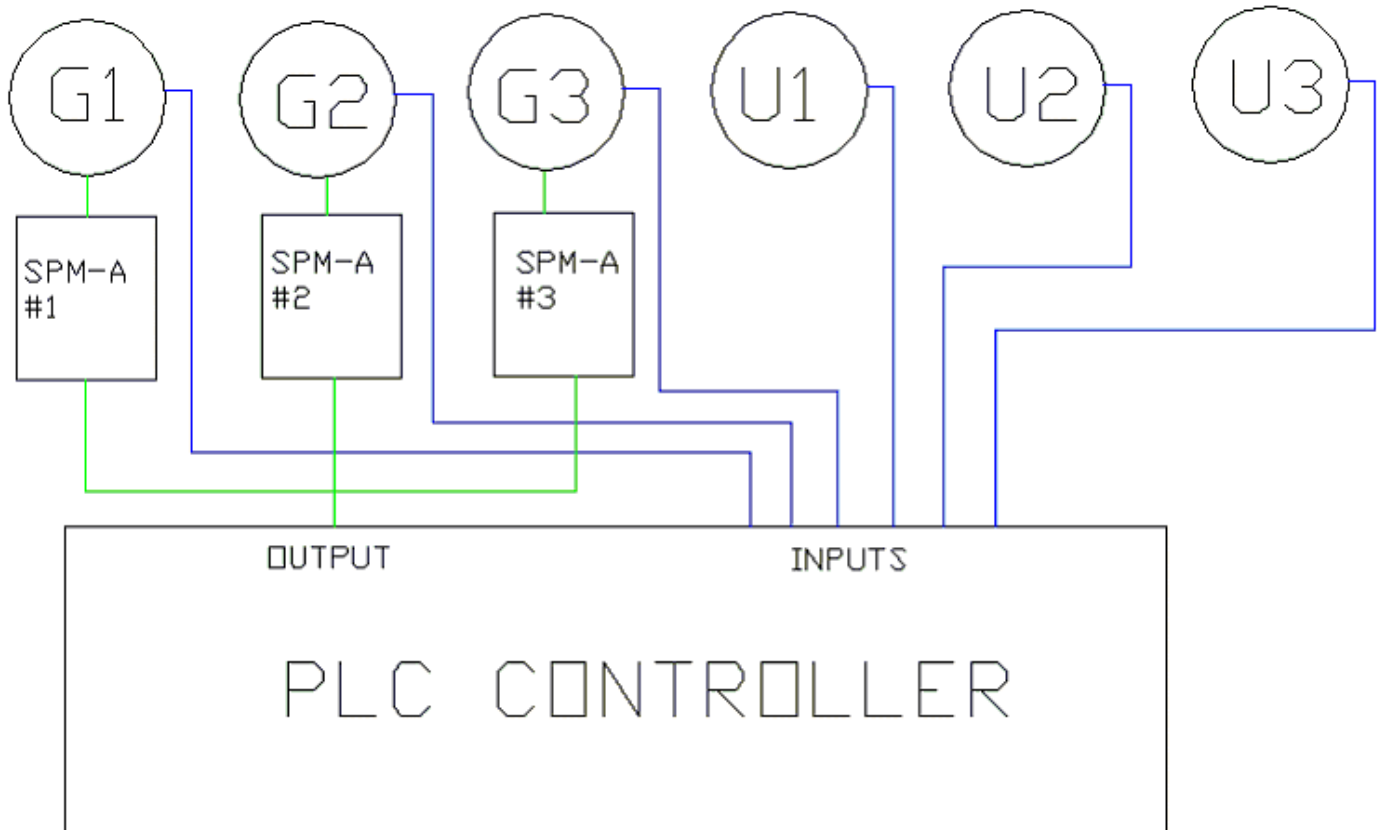 G1
G2
G3
U1
U2
U3
SPM-A
#1
SPM-A
#2
SPM-A
#3
OUTPUT
INPUTS
PLC CONTROLLER